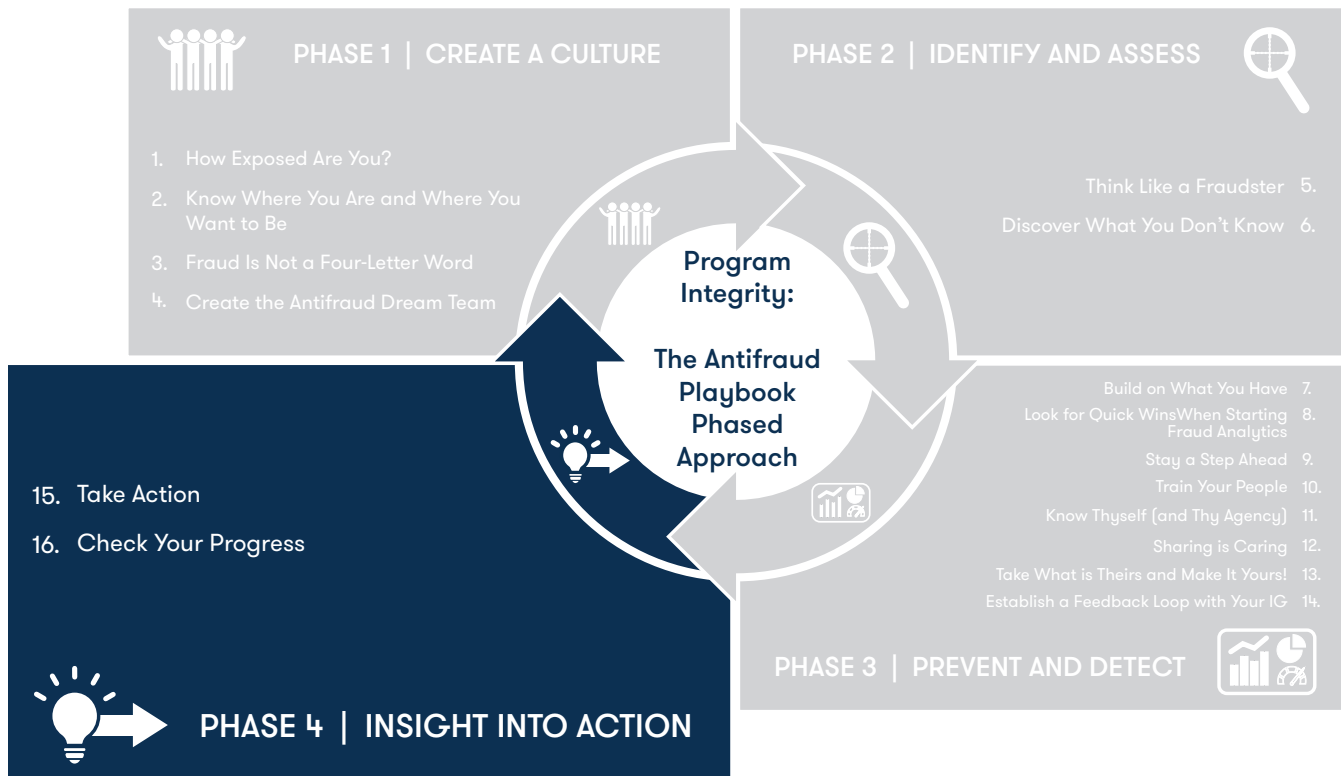 PHASE 1 | CREATE A CULTURE
1. How Exposed Are You?
2. Know Where You Are and Where You
Want to Be
3. Fraud Is Not a Four-Letter Word
4. Create the Antifraud Dream Team
PHASE 2 | IDENTIFY AND ASSESS
Think Like a Fraudster 5.
Discover What You Don't Know 6.
Program
Integrity:
The Antifraud
Playbook
Phased
Approach
Build on What You Have 7.
Look for Quick WinsWhen Starting 8.
Fraud Analytics
Stay a Step Ahead 9.
Train Your People 10.
Know Thyself (and Thy Agency) 11.
Sharing is Caring 12.
Take What is Theirs and Make It Yours! 13.
Establish a Feedback Loop with Your IG 14.
PHASE 3 | PREVENT AND DETECT
15. Take Action
16. Check Your Progress
PHASE 4 | INSIGHT INTO ACTION